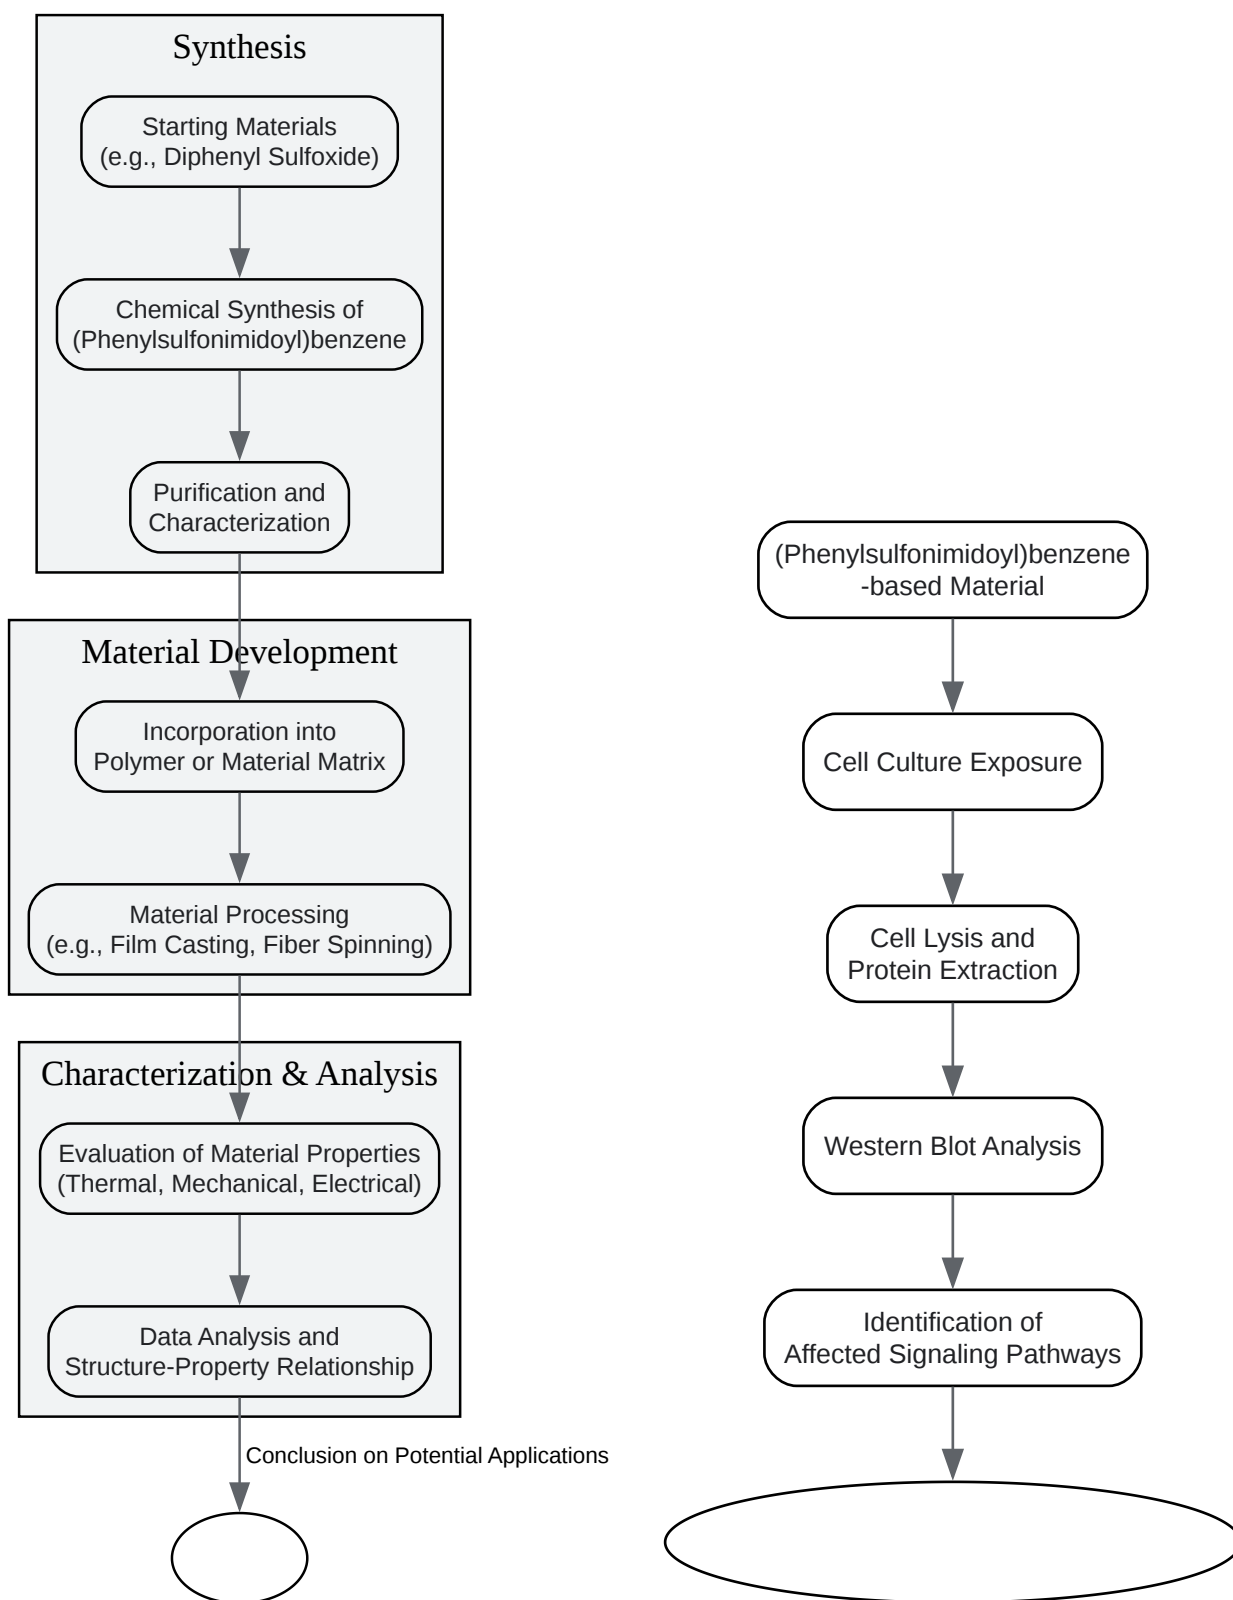 Synthesis
Starting Materials
(e.g., Diphenyl Sulfoxide)
Chemical Synthesis of
(Phenylsulfonimidoyl)benzene
Purification and
Characterization
Material Development
Incorporation into
Polymer or Material Matrix
Material Processing
(e.g., Film Casting, Fiber Spinning)
Characterization & Analysis
Evaluation of Material Properties
(Thermal, Mechanical, Electrical)
Data Analysis and
Structure-Property Relationship
Conclusion on Potential Applications
(Phenylsulfonimidoyl)benzene
-based Material
Cell Culture Exposure
Cell Lysis and
Protein Extraction
Western Blot Analysis
Identification of
Affected Signaling Pathways